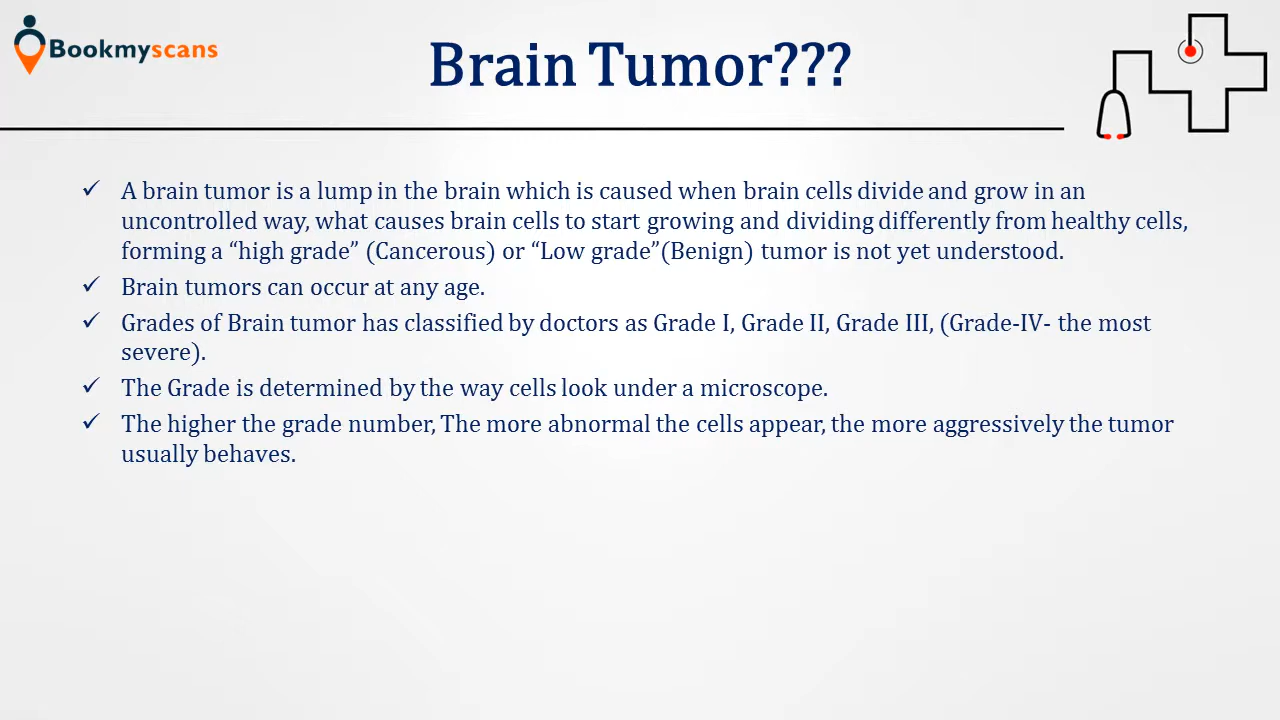 Bookmyscans
Brain Tumor???
✓ A brain tumor is a lump in the brain which is caused when brain cells divide and grow in an
uncontrolled way, what causes brain cells to start growing and dividing differently from healthy cells,
forming a “high grade” (Cancerous) or “Low grade”(Benign) tumor is not yet understood.
✓ Brain tumors can occur at any age.
✓ Grades of Brain tumor has classified by doctors as Grade I, Grade II, Grade III, (Grade-IV- the most
severe).
✓ The Grade is determined by the way cells look under a microscope.
✓ The higher the grade number, The more abnormal the cells appear, the more aggressively the tumor
usually behaves.